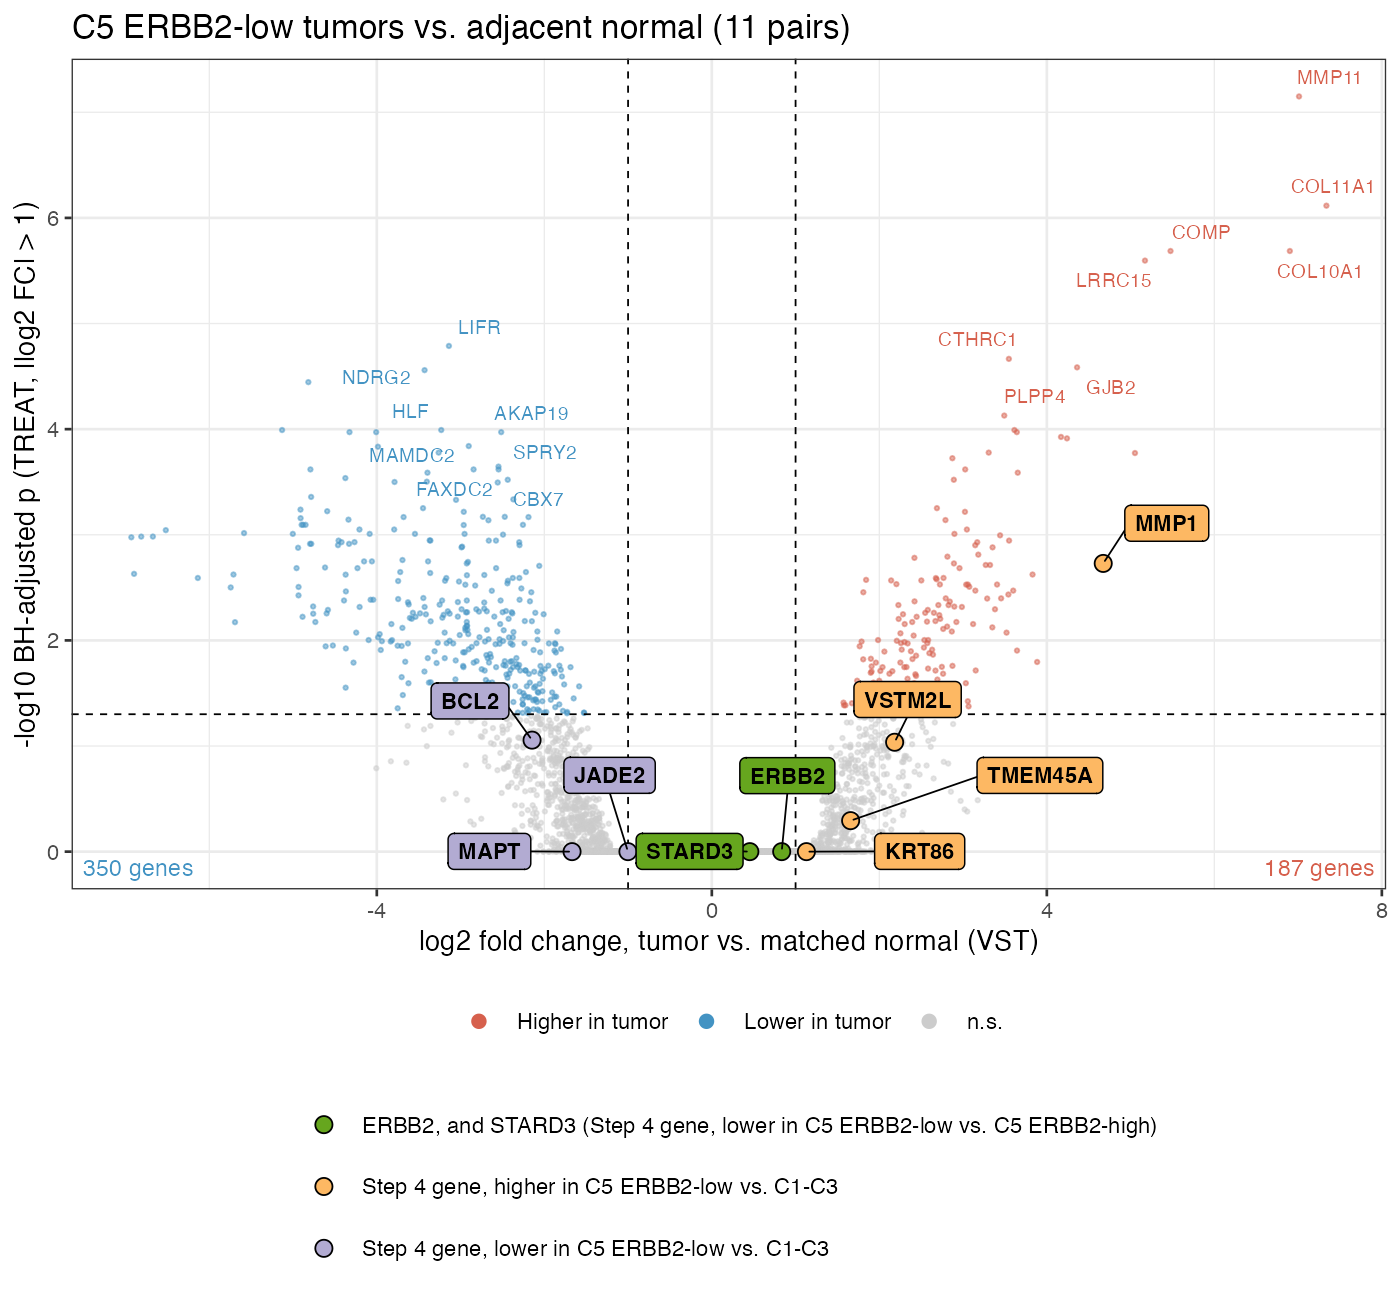 C5 ERBB2-low tumors vs. adjacent normal (11 pairs)
MMP11
COL11A1
COMP
COL10A1
LRRC15
LIFR
CTHRC1
NDRG2
GJB2
PLPP4
HLF
AKAP19
MAMDC2
SPRY2
FAXDC2
CBX7
MMP1
BCL2
VSTM2L
JADE2
ERBB2
TMEM45A
MAPT
STARD3
KRT86
350 genes
187 genes
6
4
2
0
-4
0
4
8
-log10 BH-adjusted p (TREAT, |log2 FC| > 1)
log2 fold change, tumor vs. matched normal (VST)
Higher in tumor
Lower in tumor
n.s.
ERBB2, and STARD3 (Step 4 gene, lower in C5 ERBB2-low vs. C5 ERBB2-high)
Step 4 gene, higher in C5 ERBB2-low vs. C1-C3
Step 4 gene, lower in C5 ERBB2-low vs. C1-C3